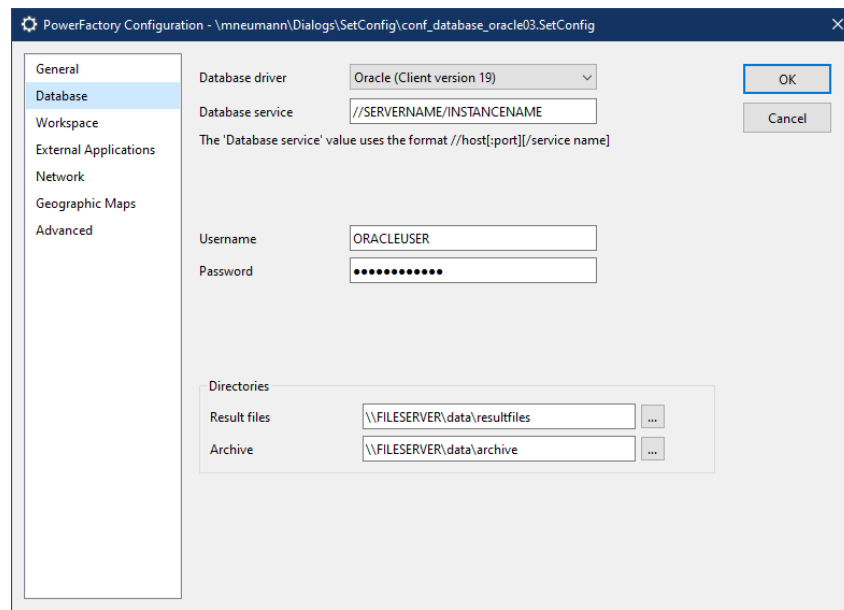 PowerFactory Configuration - \mneumann\Dialogs\SetConfig\conf_database_oracle03.SetConfig
General
Database
Workspace
External Applications
Network
Geographic Maps
Advanced
Database driver
Oracle (Client version 19)
Database service
//SERVERNAME/INSTANCENAME
The 'Database service' value uses the format //host[:port][/service name]
Username
ORACLEUSER
Password
••••••••••••
Directories
Result files
\\FILESERVER\data\resultfiles
...
Archive
\\FILESERVER\data\archive
...
OK
Cancel